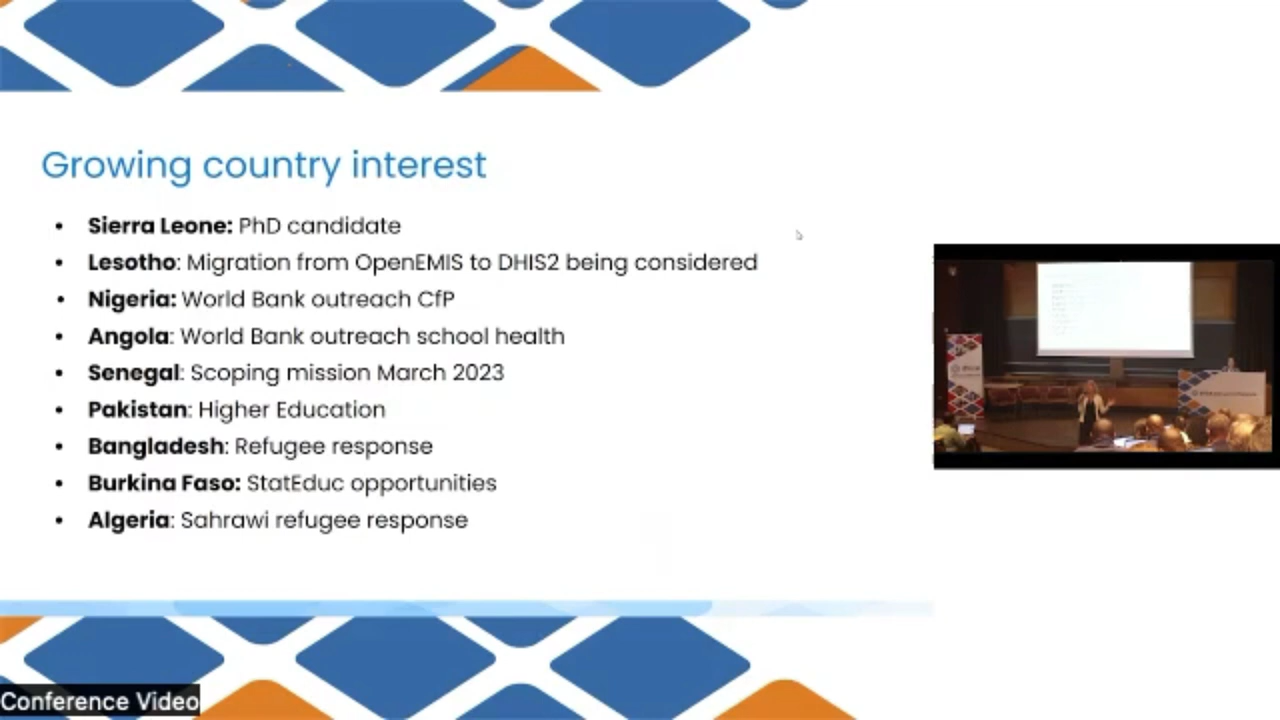 Growing country interest
• Sierra Leone: PhD candidate
• Lesotho: Migration from OpenEMIS to DHIS2 being considered
• Nigeria: World Bank outreach CfP
• Angola: World Bank outreach school health
• Senegal: Scoping mission March 2023
• Pakistan: Higher Education
• Bangladesh: Refugee response
• Burkina Faso: StatEduc opportunities
• Algeria: Sahrawi refugee response
Conference Video